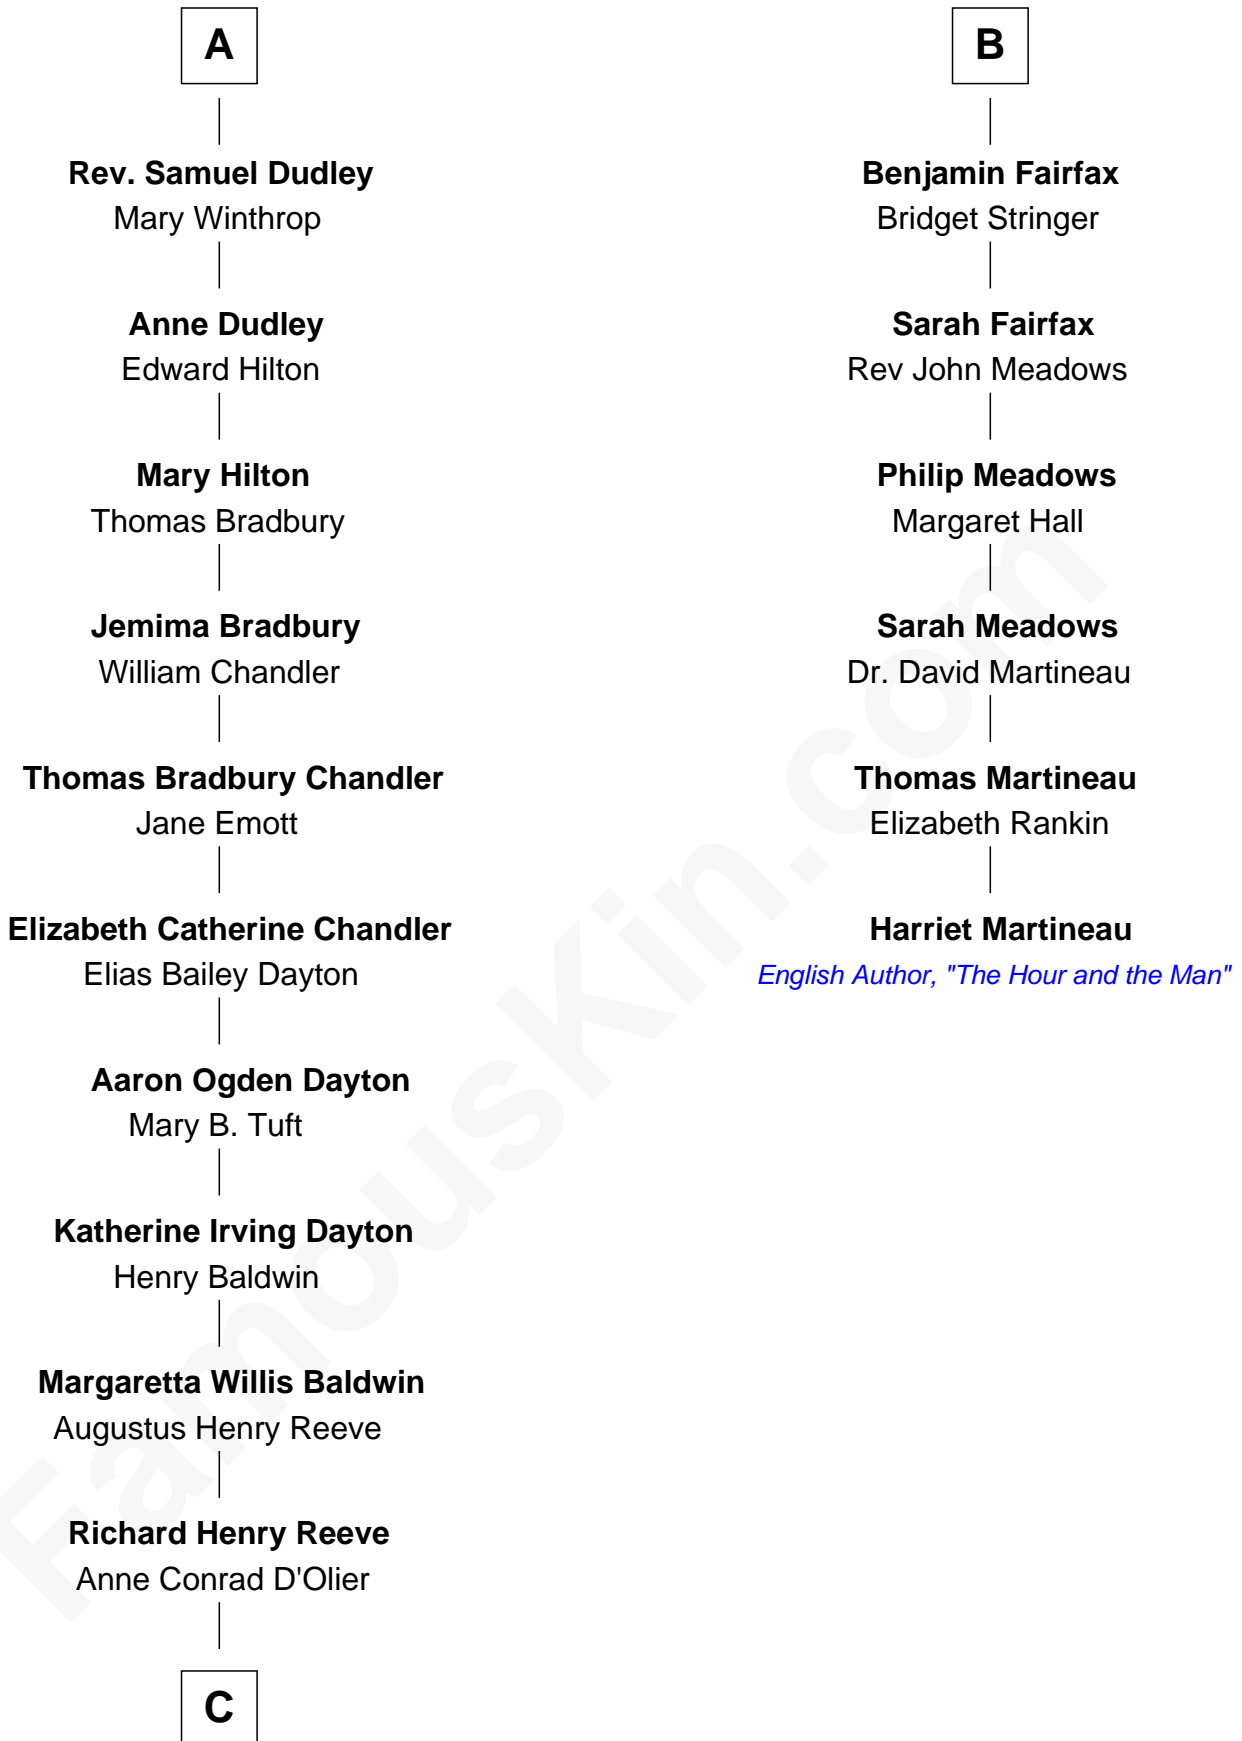 A
Rev. Samuel Dudley
Mary Winthrop
Anne Dudley
Edward Hilton
Mary Hilton
Thomas Bradbury
Jemima Bradbury
William Chandler
Thomas Bradbury Chandler
Jane Emott
Elizabeth Catherine Chandler
Elias Bailey Dayton
Aaron Ogden Dayton
Mary B. Tuft
Katherine Irving Dayton
Henry Baldwin
Margaretta Willis Baldwin
Augustus Henry Reeve
Richard Henry Reeve
Anne Conrad D'Olier
C
B
Benjamin Fairfax
Bridget Stringer
Sarah Fairfax
Rev John Meadows
Philip Meadows
Margaret Hall
Sarah Meadows
Dr. David Martineau
Thomas Martineau
Elizabeth Rankin
Harriet Martineau
English Author, "The Hour and the Man"
FamousKin.com